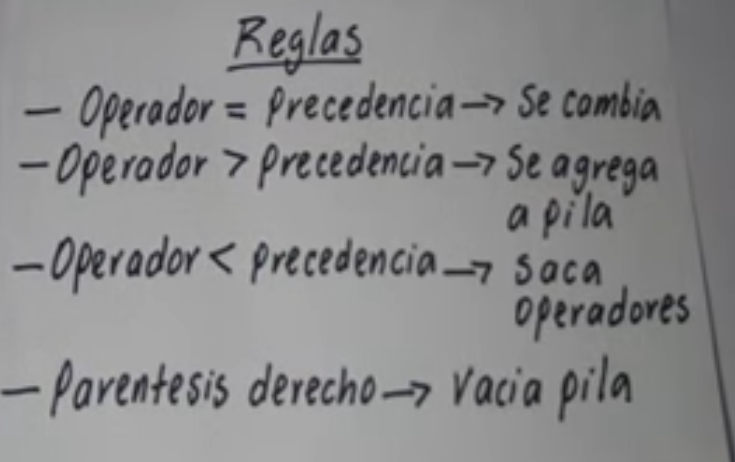 Reglas
- Operador = Precedencia → Se cambia
- Operador > Precedencia → Se agrega
a pila
- Operador < Precedencia → saca
operadores
- Parentesis derecho → Vacia pila